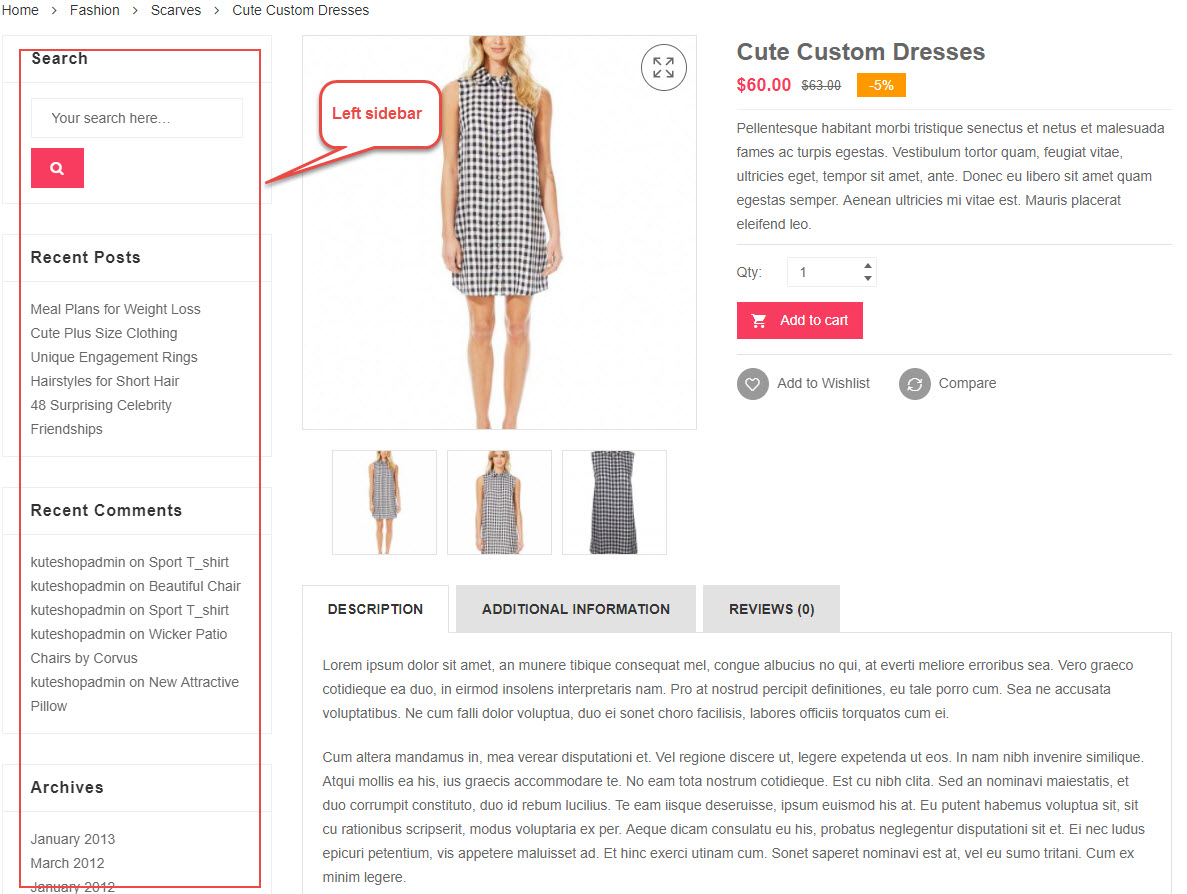 Home > Fashion > Scarves > Cute Custom Dresses
Search
Your search here...
Recent Posts
Meal Plans for Weight Loss
Cute Plus Size Clothing
Unique Engagement Rings
Hairstyles for Short Hair
48 Surprising Celebrity
Friendships
Recent Comments
kuteshopadmin on Sport T_shirt
kuteshopadmin on Beautiful Chair
kuteshopadmin on Sport T_shirt
kuteshopadmin on Wicker Patio
Chairs by Corvus
kuteshopadmin on New Attractive
Pillow
Archives
January 2013
March 2012
January 2012
Left sidebar
Cute Custom Dresses
$60.00 $63.00 -5%
Pellentesque habitant morbi tristique senectus et netus et malesuada
fames ac turpis egestas. Vestibulum tortor quam, feugiat vitae,
ultricies eget, tempor sit amet, ante. Donec eu libero sit amet quam
egestas semper. Aenean ultricies mi vitae est. Mauris placerat
eleifend leo.
Qty: 1
Add to cart
Add to Wishlist Compare
DESCRIPTION ADDITIONAL INFORMATION REVIEWS (0)
Lorem ipsum dolor sit amet, an munere tibique consequat mel, congue albucius no qui, at everti meliore erroribus sea. Vero graeco
cotidieque ea duo, in eirmod insolens interpretaris nam. Pro at nostrud percipit definitiones, eu tale porro cum. Sea ne accusata
voluptatibus. Ne cum falli dolor voluptua, duo ei sonet choro facilisis, labores officiis torquatos cum ei.
Cum altera mandamus in, mea verear disputationi et. Vel regione discere ut, legere expetenda ut eos. In nam nibh invenire similique.
Atqui mollis ea his, ius graecis accommodare te. No eam tota nostrum cotidieque. Est cu nibh clita. Sed an nominavi maiestatis, et
duo corrumpit constituto, duo id rebum lucilius. Te eam iisque deseruisse, ipsum euismod his at. Eu putent habemus voluptua sit, sit
cu rationibus scripserit, modus voluptaria ex per. Aeque dicam consulatu eu his, probatus neglegentur disputationi sit et. Ei nec ludus
epicuri petentium, vis appetere maluisset ad. Et hinc exerci utinam cum. Sonet saperet nominavi est at, vel eu sumo tritani. Cum ex
minim legere.